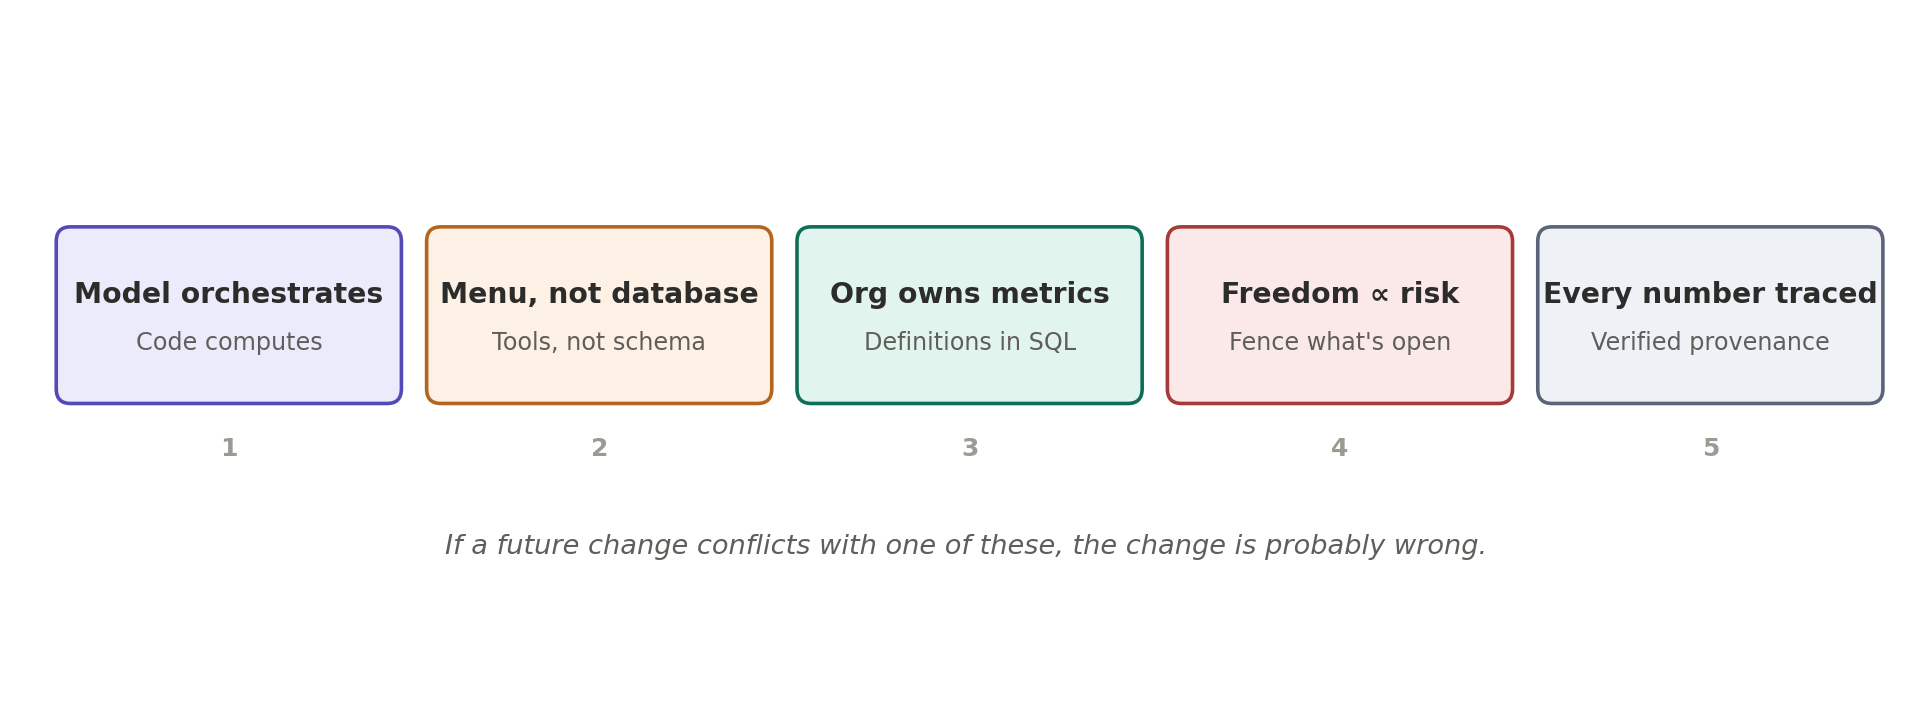 Model orchestrates
Code computes
1
Menu, not database
Tools, not schema
2
Org owns metrics
Definitions in SQL
3
Freedom ∝ risk
Fence what's open
4
Every number traced
Verified provenance
5
If a future change conflicts with one of these, the change is probably wrong.